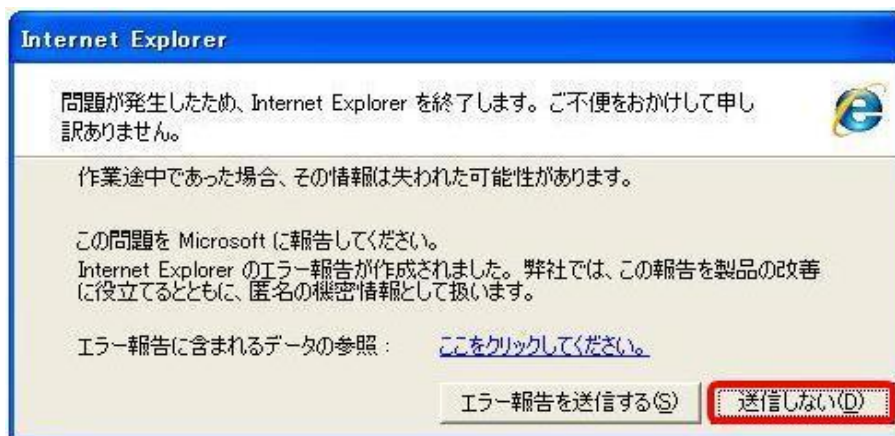 Internet Explorer
問題が発生したため、Internet Explorer を終了します。ご不便をおかけして申し
訳ありません。
作業途中であった場合、その情報は失われた可能性があります。
この問題を Microsoft に報告してください。
Internet Explorer のエラー報告が作成されました。弊社では、この報告を製品の改善
に役立てるとともに、匿名の機密情報として扱います。
エラー報告に含まれるデータの参照： ここをクリックしてください。
エラー報告を送信する(S) 送信しない(D)